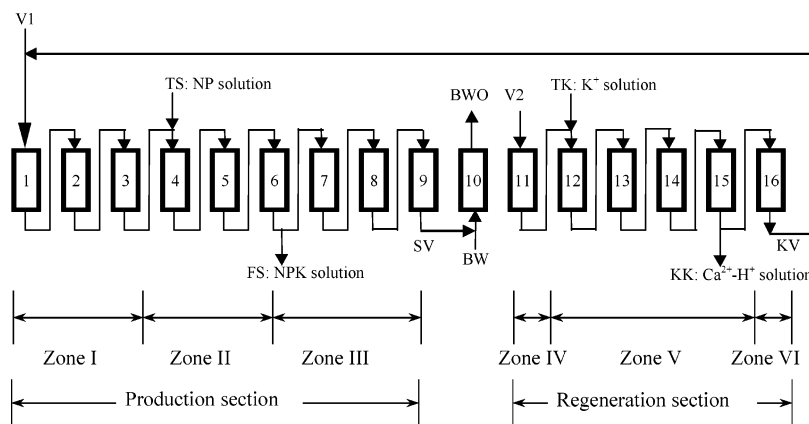 V1
TS: NP solution
BWO
V2
TK: K⁺ solution
1 2 3 4 5 6 7 8 9 10 11 12 13 14 15 16
SV
BW
KV
FS: NPK solution
KK: Ca²⁺-H⁺ solution
Zone I Zone II Zone III Zone IV Zone V Zone VI
Production section Regeneration section